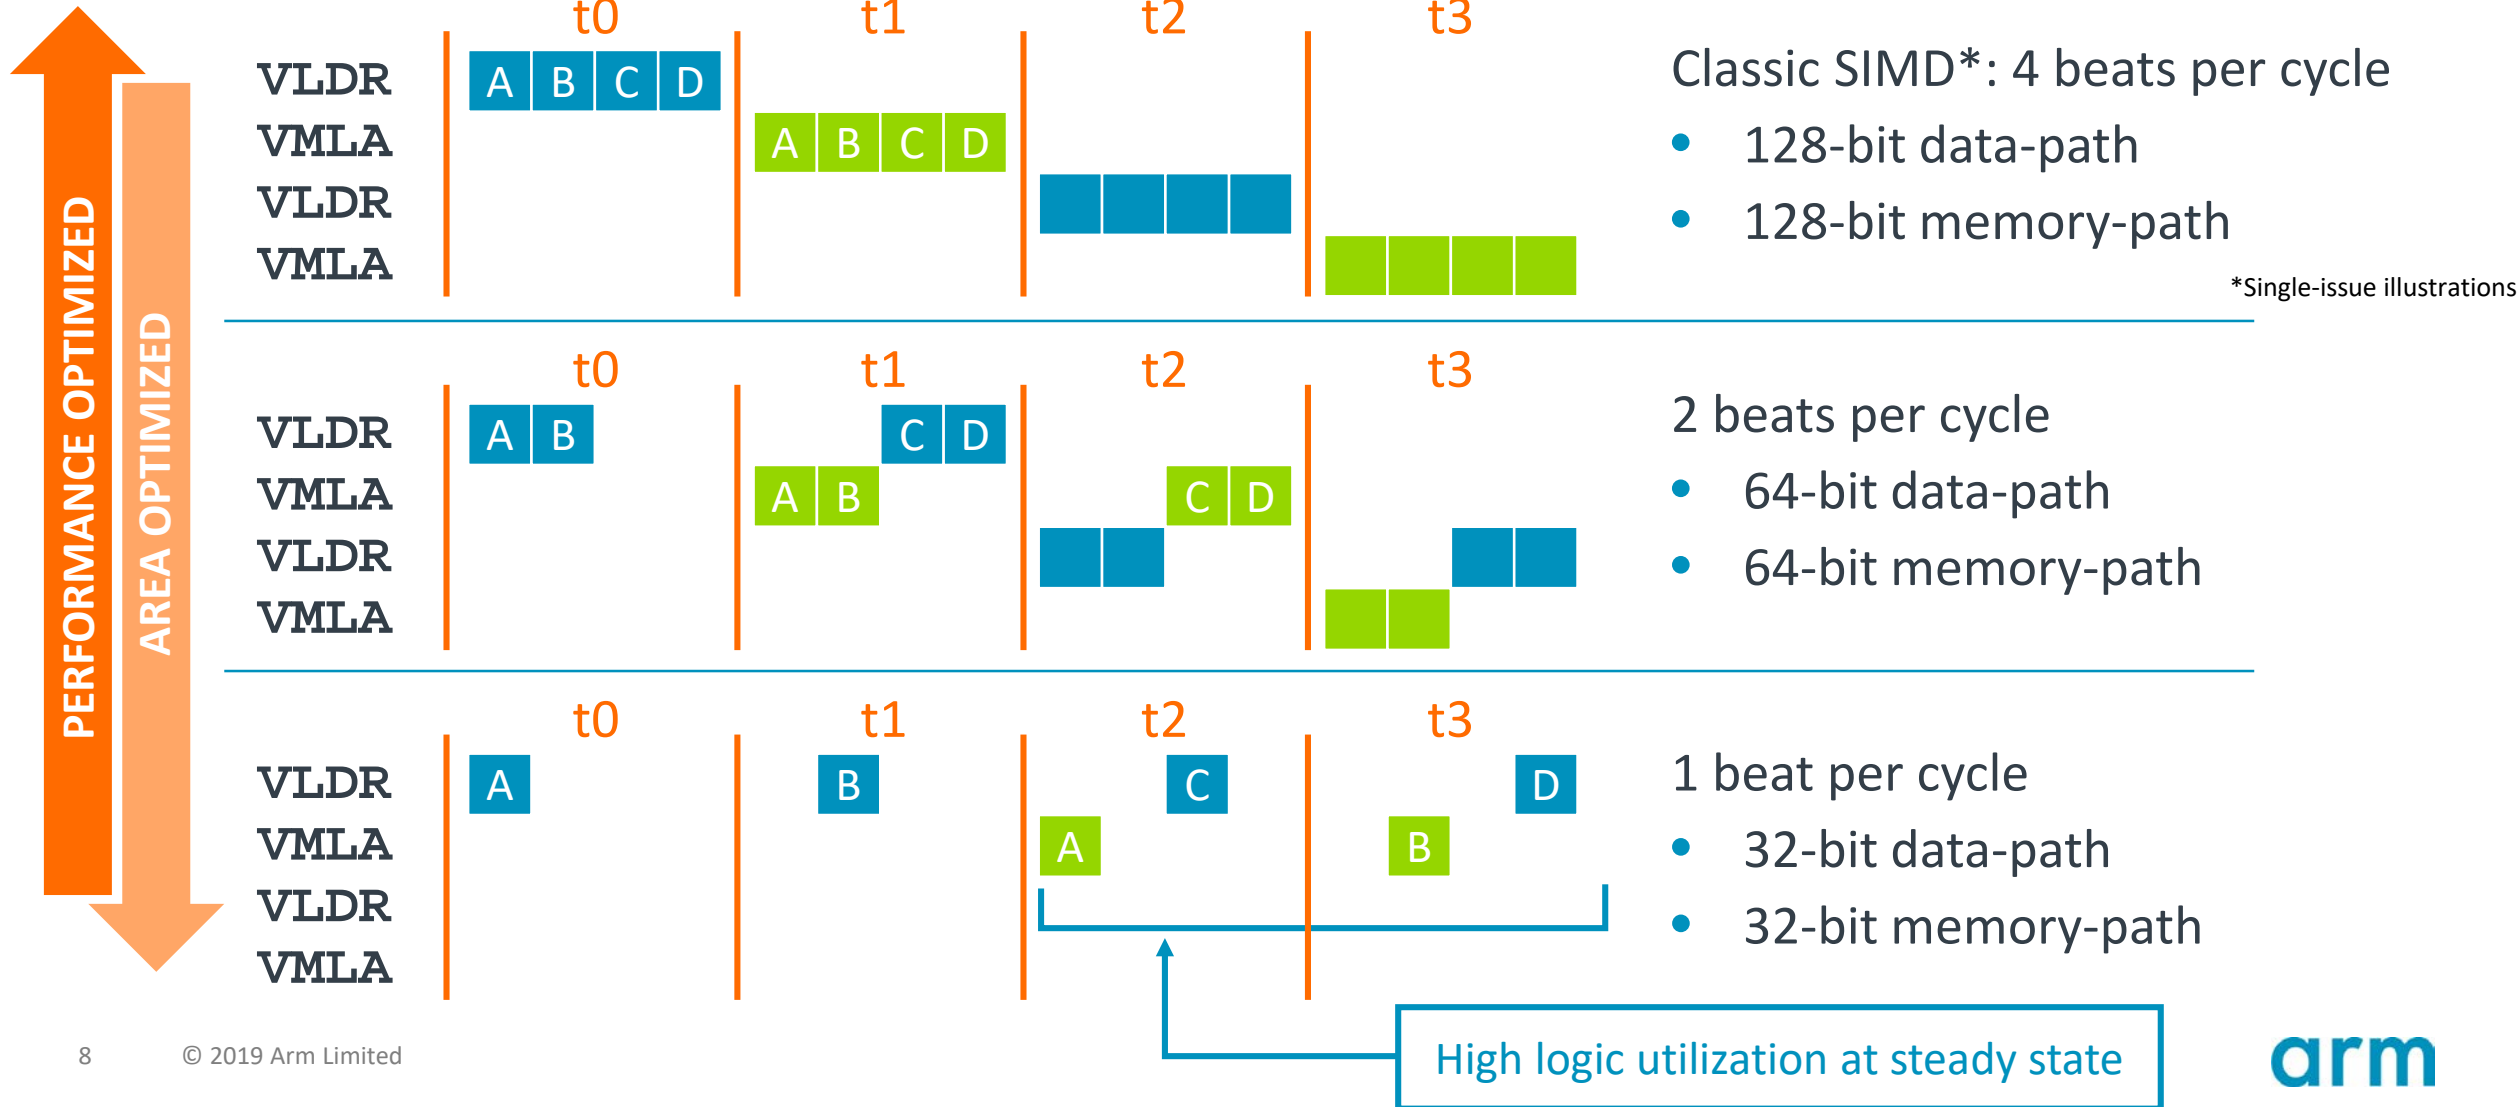 PERFORMANCE OPTIMIZED
AREA OPTIMIZED
t0 t1 t2 t3
VLDR A B C D
VMLA A B C D
VLDR
VMLA
Classic SIMD*: 4 beats per cycle
• 128-bit data-path
• 128-bit memory-path
*Single-issue illustrations
t0 t1 t2 t3
VLDR A B C D
VMLA A B C D
VLDR
VMLA
2 beats per cycle
• 64-bit data-path
• 64-bit memory-path
t0 t1 t2 t3
VLDR A B C D
VMLA A B
VLDR
VMLA
1 beat per cycle
• 32-bit data-path
• 32-bit memory-path
High logic utilization at steady state
8 © 2019 Arm Limited
arm